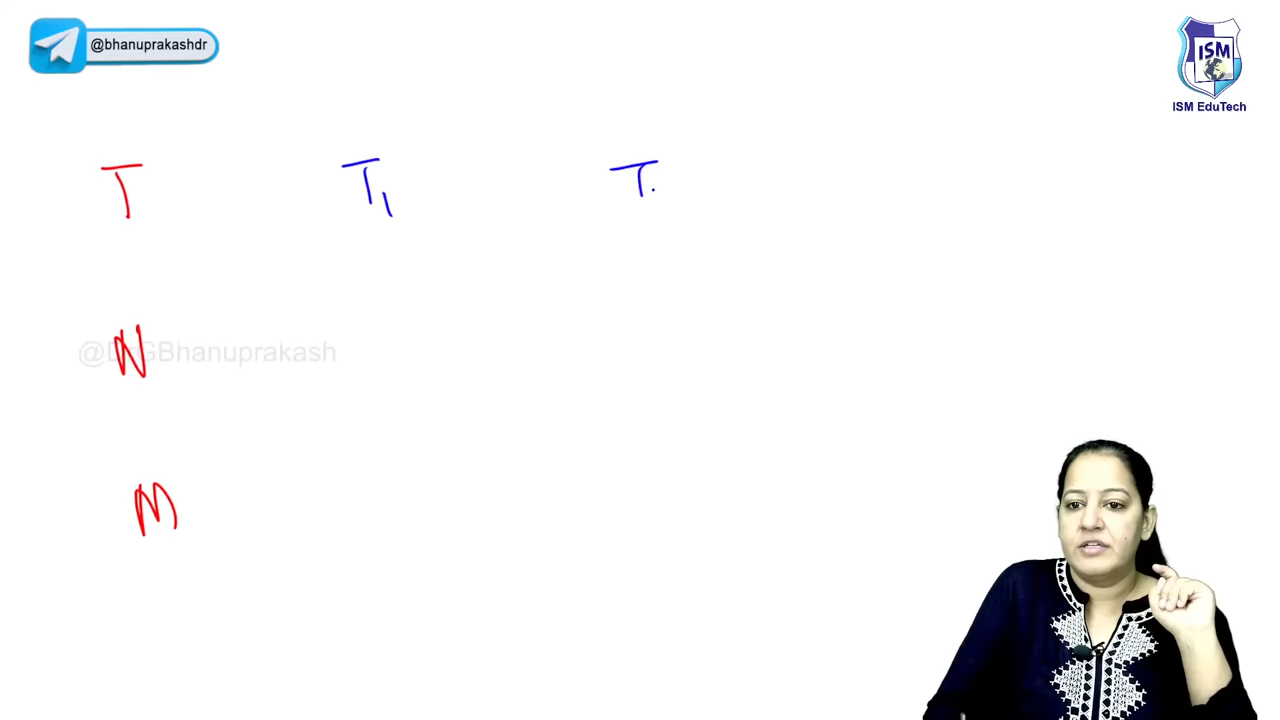 @bhanuprakashdr
ISM
ISM EduTech
T T1 T
N
@DrGBhanuprakash
M